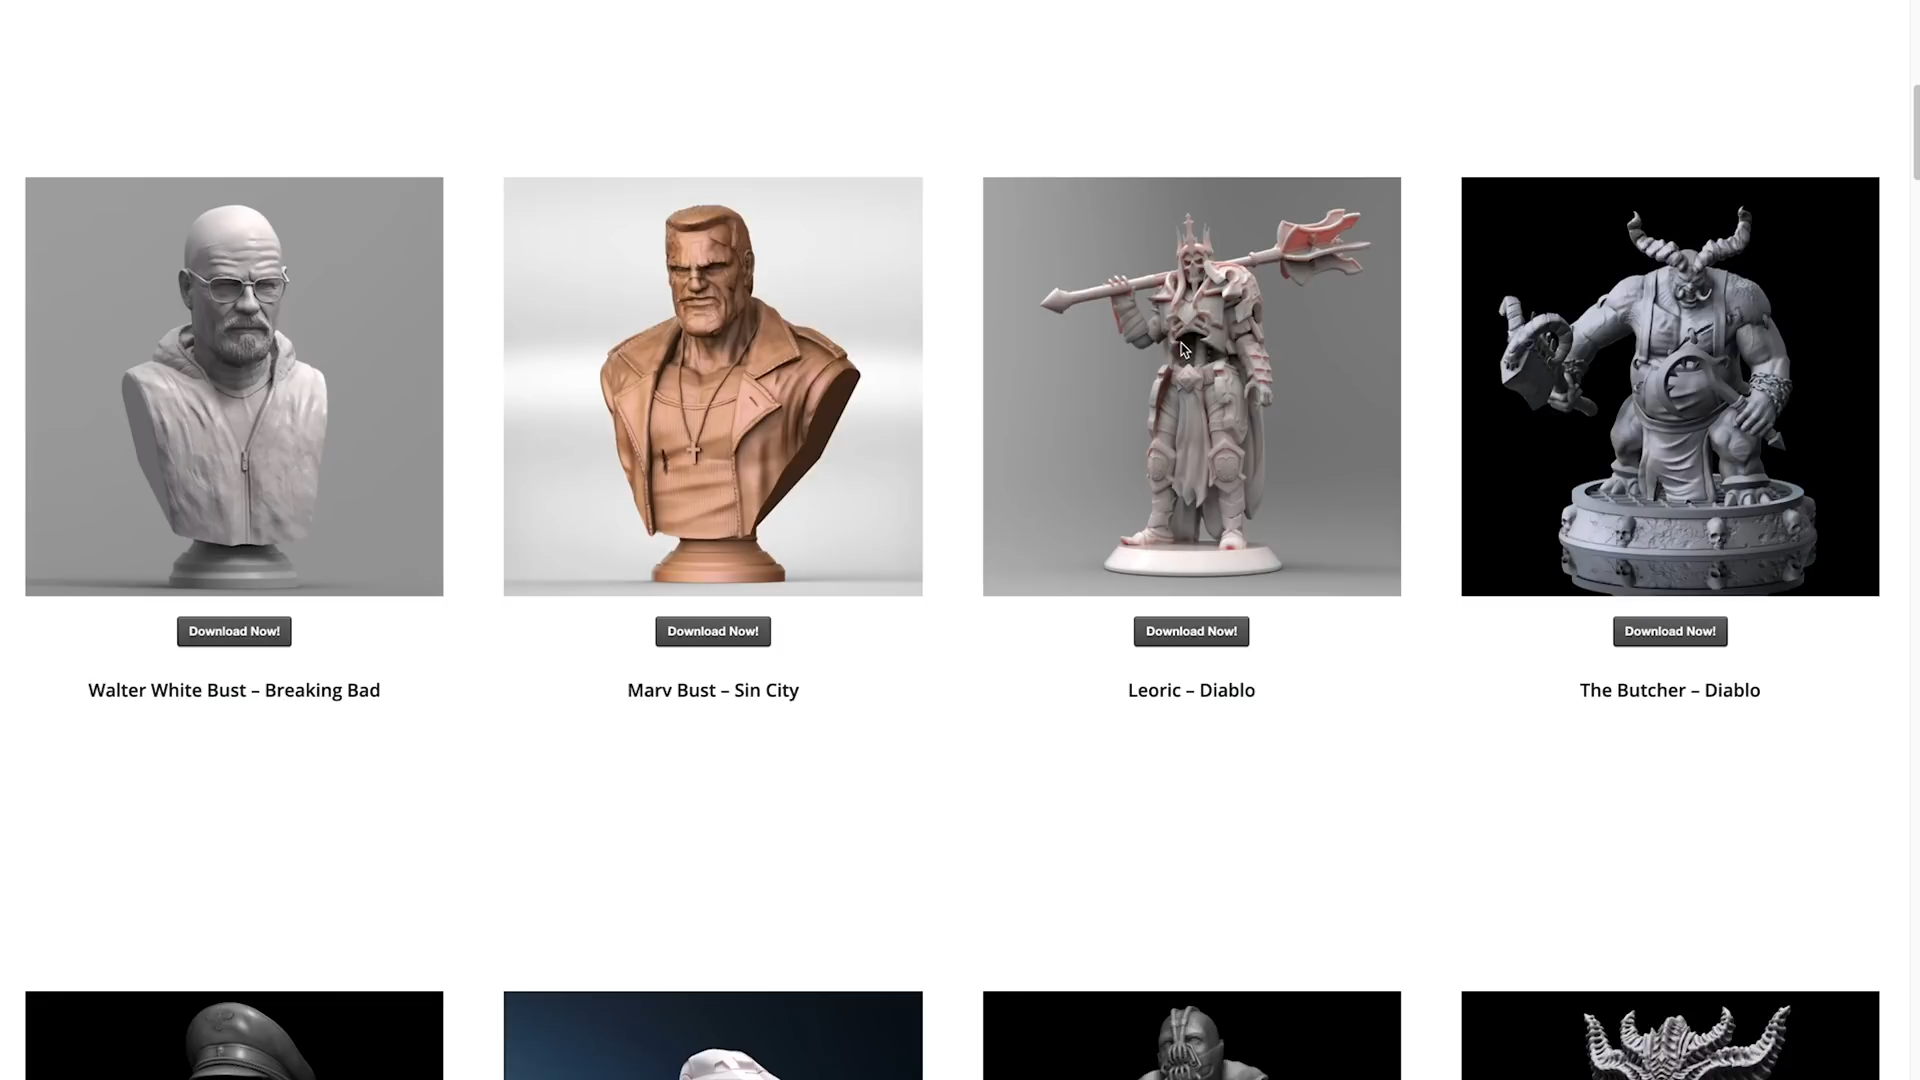 Download Now!
Download Now!
Download Now!
Download Now!
Walter White Bust – Breaking Bad
Marv Bust – Sin City
Leoric – Diablo
The Butcher – Diablo